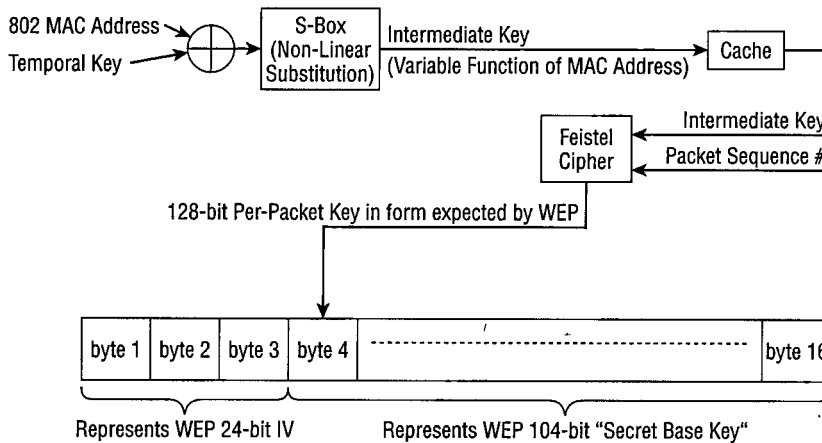 802 MAC Address
Temporal Key
S-Box
(Non-Linear
Substitution)
Intermediate Key
(Variable Function of MAC Address)
Cache
Feistel
Cipher
Intermediate Key
Packet Sequence #
128-bit Per-Packet Key in form expected by WEP
byte 1
byte 2
byte 3
byte 4
byte 16
Represents WEP 24-bit IV
Represents WEP 104-bit “Secret Base Key“